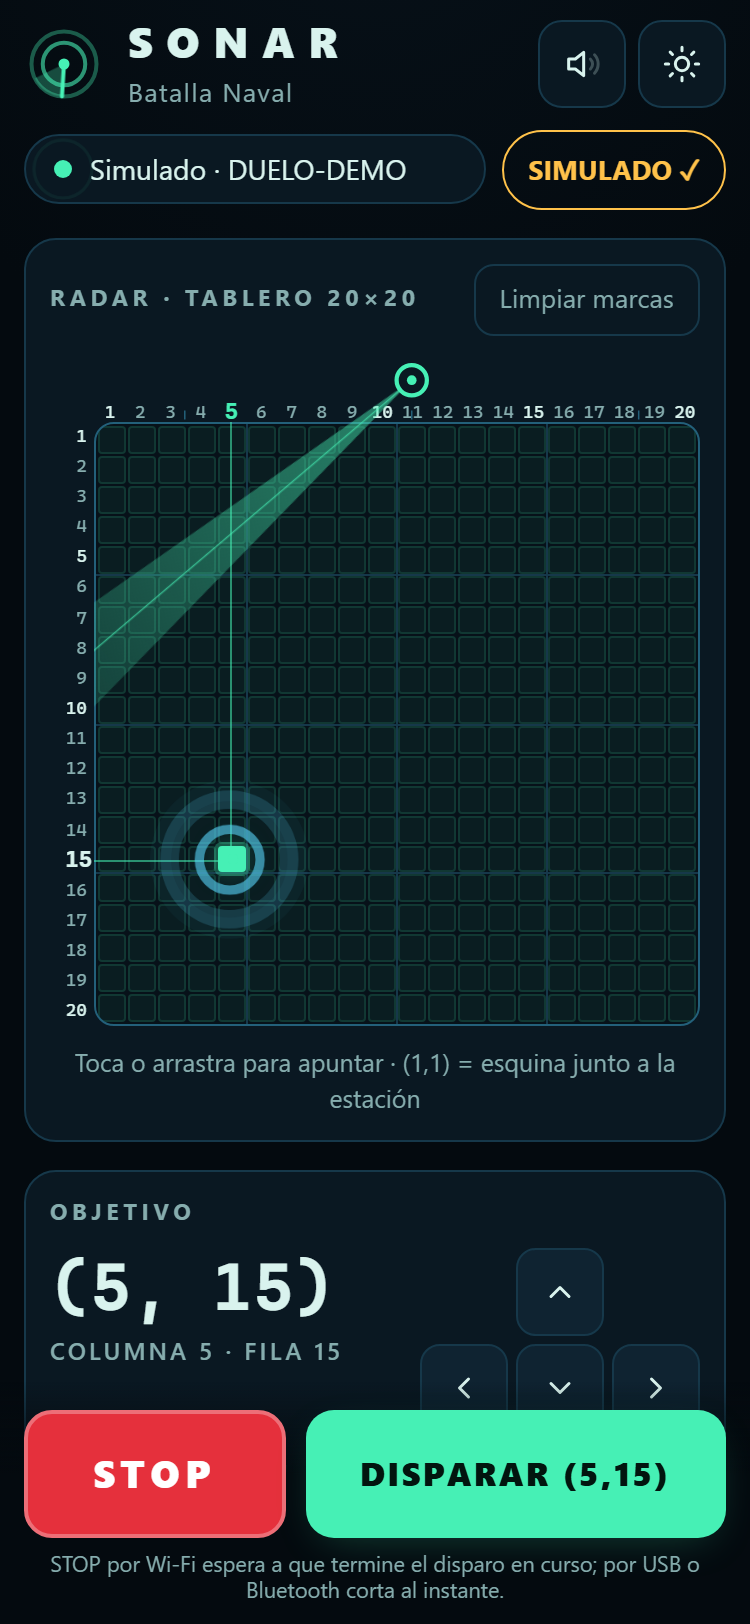 SONAR
Batalla Naval
Simulado · DUELO-DEMO
SIMULADO ✓
RADAR · TABLERO 20×20
Limpiar marcas
1 2 3 4 5 6 7 8 9 10 11 12 13 14 15 16 17 18 19 20
1
2
3
4
5
6
7
8
9
10
11
12
13
14
15
16
17
18
19
20
Toca o arrastra para apuntar · (1,1) = esquina junto a la
estación
OBJETIVO
(5, 15)
COLUMNA 5 · FILA 15
STOP
DISPARAR (5,15)
STOP por Wi-Fi espera a que termine el disparo en curso; por USB o
Bluetooth corta al instante.